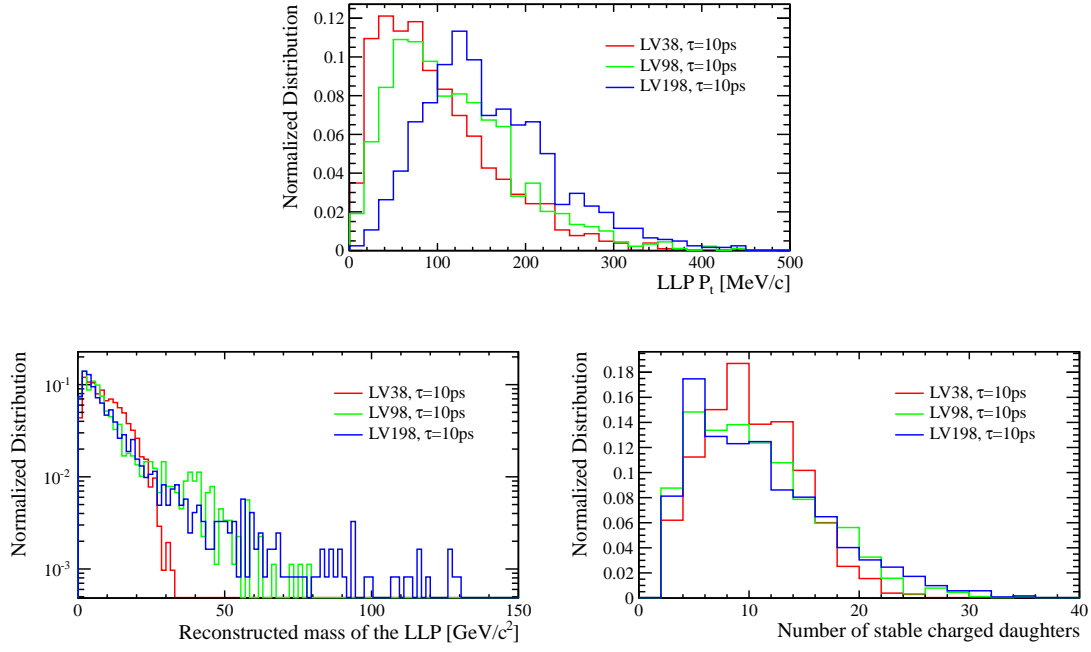 Normalized Distribution
0.12
0.1
0.08
0.06
0.04
0.02
0
LV38, τ=10ps
LV98, τ=10ps
LV198, τ=10ps
0 100 200 300 400 500
LLP Pt [MeV/c]
Normalized Distribution
10-1
10-2
10-3
LV38, τ=10ps
LV98, τ=10ps
LV198, τ=10ps
0 50 100 150
Reconstructed mass of the LLP [GeV/c2]
Normalized Distribution
0.18
0.16
0.14
0.12
0.1
0.08
0.06
0.04
0.02
0
LV38, τ=10ps
LV98, τ=10ps
LV198, τ=10ps
0 10 20 30 40
Number of stable charged daughters